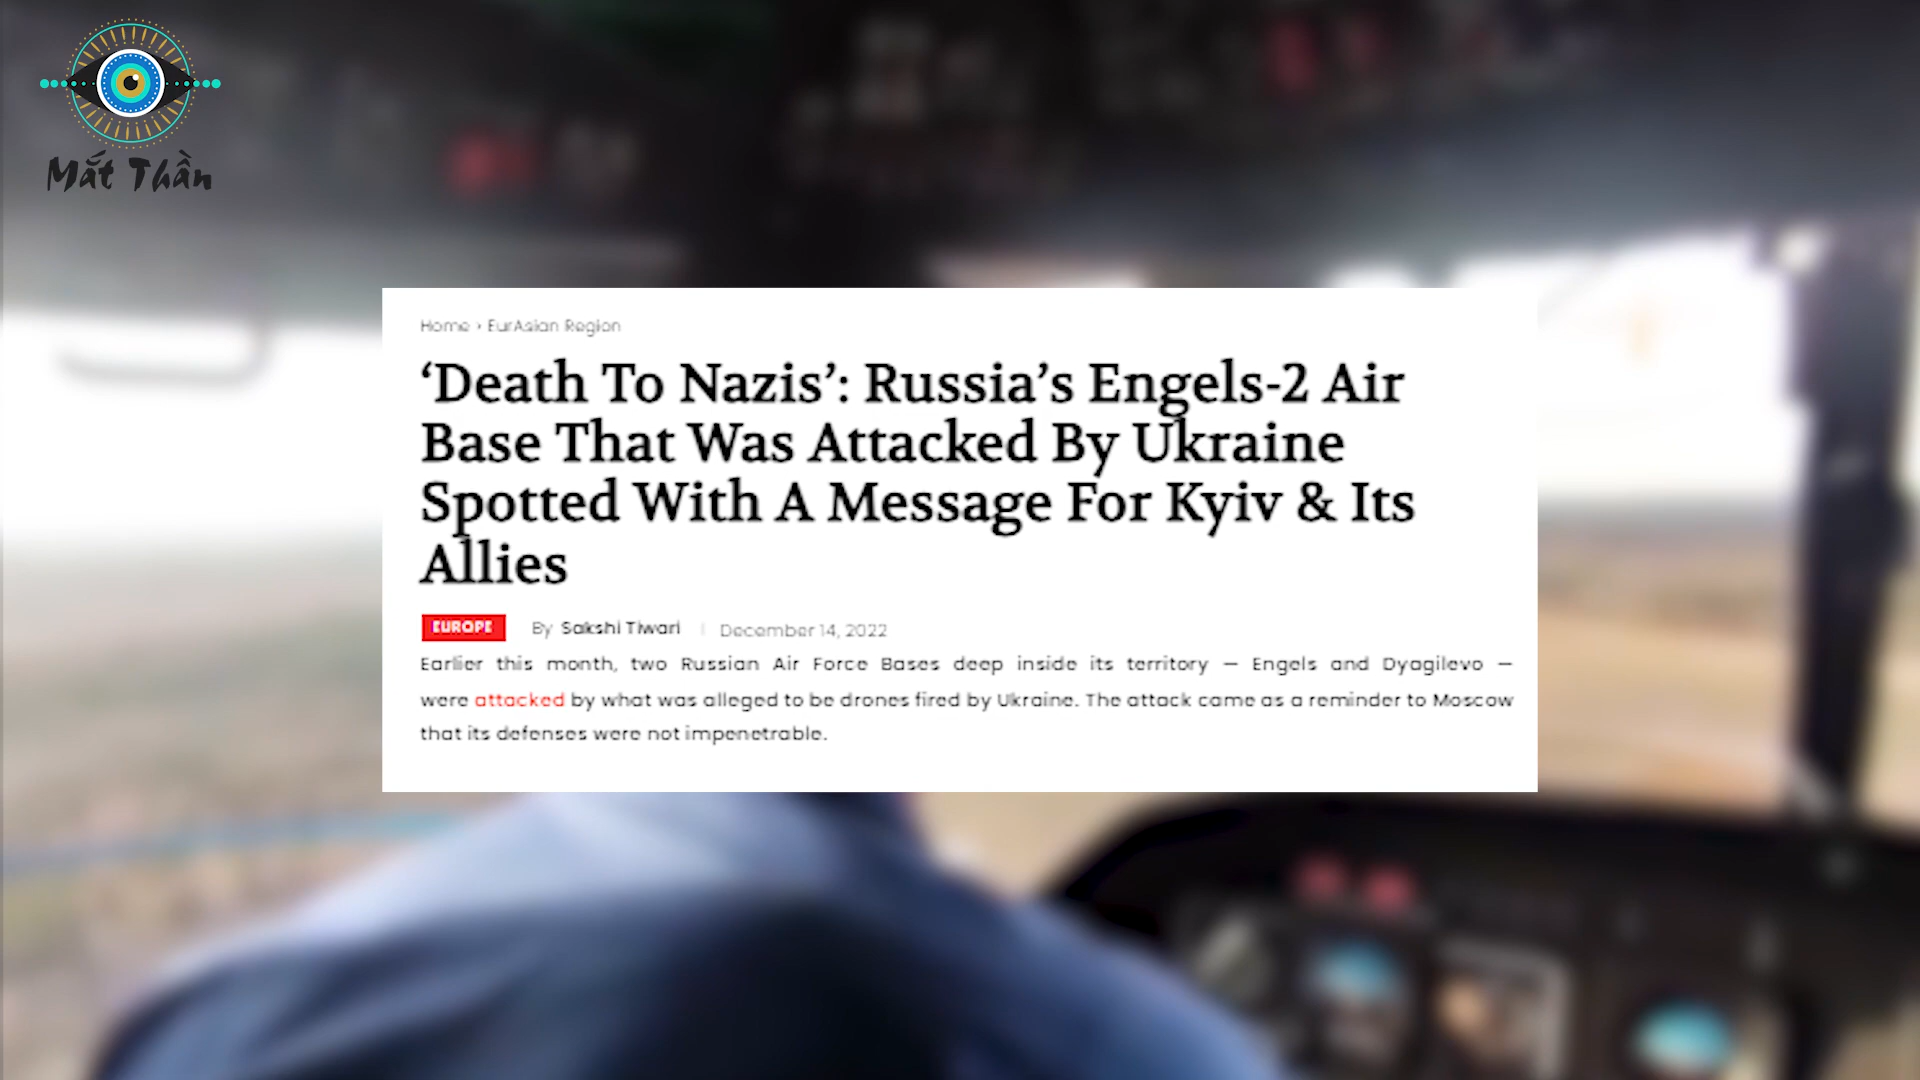 Mắt Thần
Home › EurAsian Region
‘Death To Nazis’: Russia’s Engels-2 Air
Base That Was Attacked By Ukraine
Spotted With A Message For Kyiv & Its
Allies
EUROPE By Sakshi Tiwari | December 14, 2022
Earlier this month, two Russian Air Force Bases deep inside its territory — Engels and Dyagilevo —
were attacked by what was alleged to be drones fired by Ukraine. The attack came as a reminder to Moscow
that its defenses were not impenetrable.